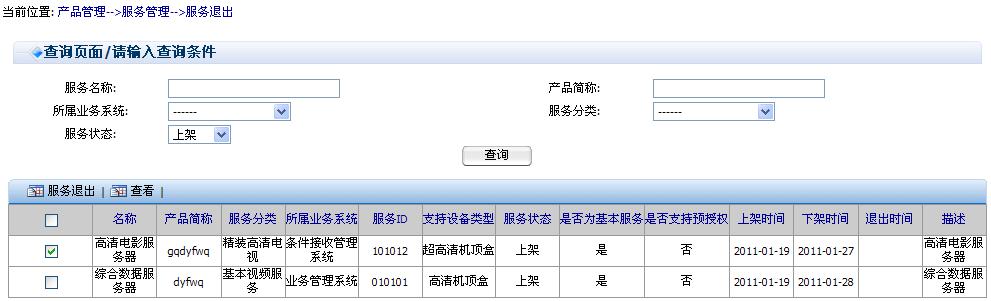 当前位置: 产品管理-->服务管理-->服务退出
查询页面/请输入查询条件
服务名称: 产品简称:
所属业务系统: ------ 服务分类: ------
服务状态: 上架
查询
服务退出 | 查看 |
名称 产品简称 服务分类 所属业务系统 服务ID 支持设备类型 服务状态 是否为基本服务 是否支持预授权 上架时间 下架时间 退出时间 描述
高清电影服务器 gqdyfwq 精装高清电视 条件接收管理系统 101012 超高清机顶盒 上架 是 否 2011-01-19 2011-01-27 高清电影服务器
综合数据服务器 dyfwq 基本视频服务 业务管理系统 010101 高清机顶盒 上架 是 否 2011-01-19 2011-01-28 综合数据服务器